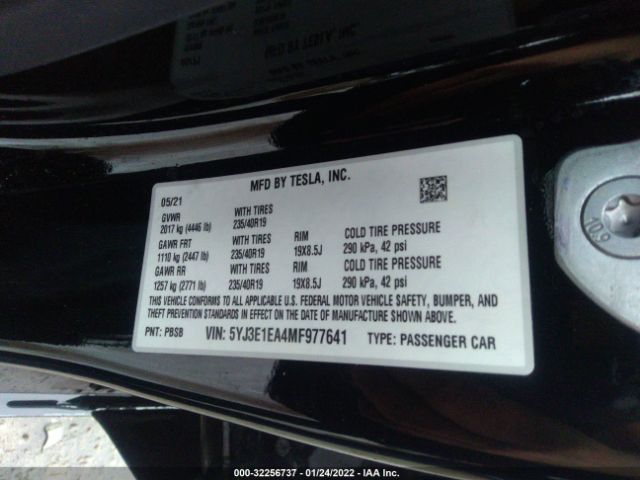 MFD BY TESLA, INC.
05/21
GVWR WITH TIRES
2017 kg (4446 lb) 235/40R19
GAWR FRT WITH TIRES RIM COLD TIRE PRESSURE
1110 kg (2447 lb) 235/40R19 19X8.5J 290 kPa, 42 psi
GAWR RR WITH TIRES RIM COLD TIRE PRESSURE
1257 kg (2771 lb) 235/40R19 19X8.5J 290 kPa, 42 psi
THIS VEHICLE CONFORMS TO ALL APPLICABLE U.S. FEDERAL MOTOR VEHICLE SAFETY, BUMPER, AND
THEFT PREVENTION STANDARDS IN EFFECT ON THE DATE OF MANUFACTURE SHOWN ABOVE.
PNT: PBSB VIN: 5YJ3E1EA4MF977641 TYPE: PASSENGER CAR
10.9
000-32256737 - 01/24/2022 - IAA Inc.